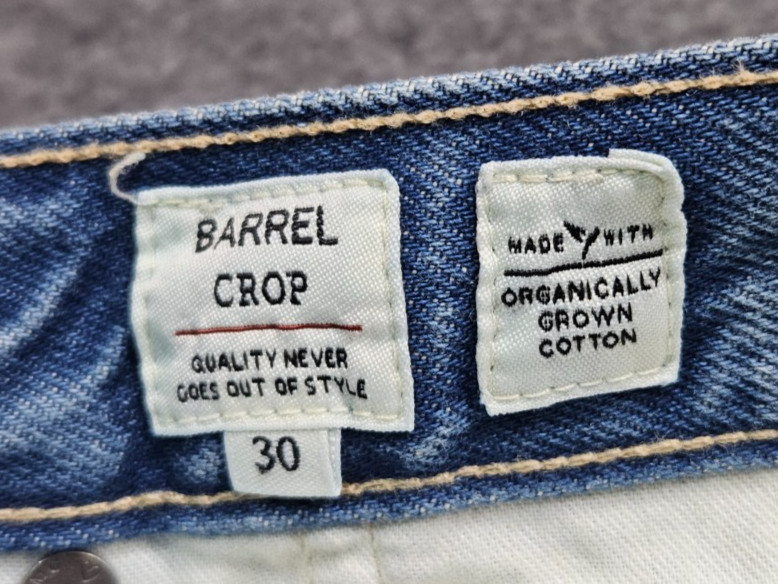 BARREL
CROP
QUALITY NEVER
GOES OUT OF STYLE
30
MADE WITH
ORGANICALLY
GROWN
COTTON